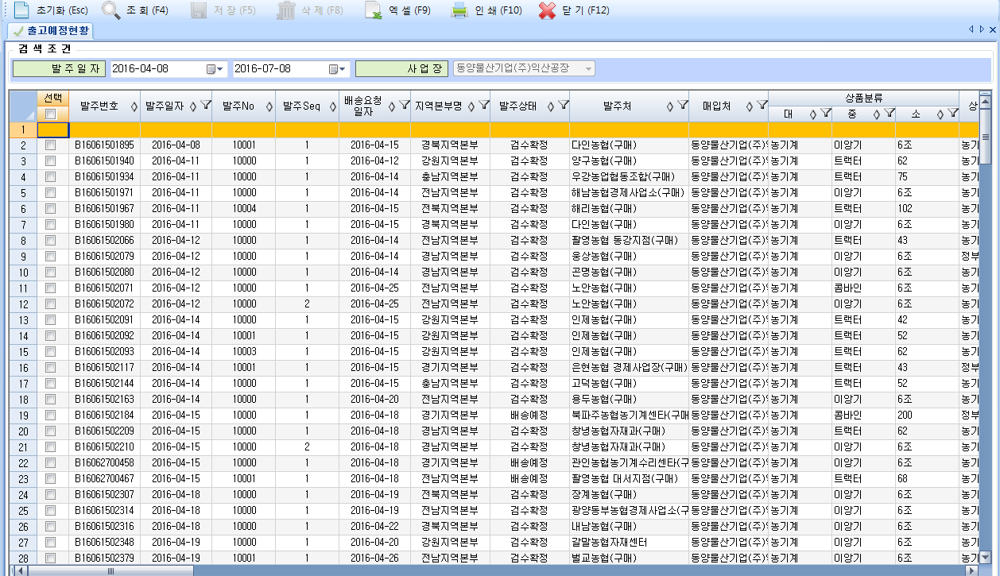 초기화 (Esc) 조 회 (F4) 저 장 (F5) 삭 제 (F8) 엑 셀 (F9) 인 쇄 (F10) 닫 기 (F12)
출고예정현황
검 색 조 건
발 주 일 자 2016-04-08 2016-07-08 사 업 장 동양물산기업(주)익산공장
선택 발주번호 발주일자 발주No 발주Seq 배송요청일자 지역본부명 발주상태 발주처 매입처 상품분류 상
대 중 소
1
2 B16061501895 2016-04-08 10001 1 2016-04-15 경북지역본부 검수확정 다인농협(구매) 동양물산기업(주) 농기계 이앙기 6조 농기
3 B16061501940 2016-04-11 10000 1 2016-04-12 강원지역본부 검수확정 양구농협(구매) 동양물산기업(주) 농기계 트랙터 62 농기
4 B16061501934 2016-04-11 10000 1 2016-04-14 충남지역본부 검수확정 우강농업협동조합(구매) 동양물산기업(주) 농기계 트랙터 75 농기
5 B16061501971 2016-04-11 10000 1 2016-04-14 전남지역본부 검수확정 해남농협경제사업소(구매) 동양물산기업(주) 농기계 이앙기 6조 농기
6 B16061501967 2016-04-11 10004 1 2016-04-15 전북지역본부 검수확정 해리농협(구매) 동양물산기업(주) 농기계 트랙터 102 농기
7 B16061501980 2016-04-11 10000 1 2016-04-15 경북지역본부 검수확정 다인농협(구매) 동양물산기업(주) 농기계 이앙기 6조 농기
8 B16061502066 2016-04-12 10000 1 2016-04-14 전남지역본부 검수확정 팔영농협 동강지점(구매) 동양물산기업(주) 농기계 트랙터 43 농기
9 B16061502079 2016-04-12 10000 1 2016-04-14 경남지역본부 검수확정 웅상농협(구매) 동양물산기업(주) 농기계 이앙기 6조 정부
10 B16061502080 2016-04-12 10000 1 2016-04-14 경남지역본부 검수확정 곤명농협(구매) 동양물산기업(주) 농기계 이앙기 6조 농기
11 B16061502071 2016-04-12 10000 1 2016-04-25 전남지역본부 검수확정 노안농협(구매) 동양물산기업(주) 농기계 콤바인 6조 농기
12 B16061502072 2016-04-12 10000 2 2016-04-25 전남지역본부 검수확정 노안농협(구매) 동양물산기업(주) 농기계 이앙기 6조 농기
13 B16061502091 2016-04-14 10000 1 2016-04-15 강원지역본부 검수확정 인제농협(구매) 동양물산기업(주) 농기계 트랙터 42 농기
14 B16061502092 2016-04-14 10001 1 2016-04-15 강원지역본부 검수확정 인제농협(구매) 동양물산기업(주) 농기계 트랙터 52 농기
15 B16061502093 2016-04-14 10003 1 2016-04-15 강원지역본부 검수확정 인제농협(구매) 동양물산기업(주) 농기계 트랙터 62 농기
16 B16061502117 2016-04-14 10001 1 2016-04-15 경기지역본부 검수확정 은현농협 경제사업장(구매) 동양물산기업(주) 농기계 트랙터 43 정부
17 B16061502144 2016-04-14 10000 1 2016-04-15 충남지역본부 검수확정 고덕농협(구매) 동양물산기업(주) 농기계 트랙터 52 농기
18 B16061502163 2016-04-14 10000 1 2016-04-20 전남지역본부 검수확정 용두농협(구매) 동양물산기업(주) 농기계 이앙기 6조 농기
19 B16061502184 2016-04-15 10000 1 2016-04-18 경기지역본부 배송예정 북파주농협농기계센타(구매 동양물산기업(주) 농기계 콤바인 200 정부
20 B16061502209 2016-04-15 10000 1 2016-04-18 경남지역본부 검수확정 창녕농협자재과(구매) 동양물산기업(주) 농기계 트랙터 62 농기
21 B16061502210 2016-04-15 10000 2 2016-04-18 경남지역본부 검수확정 창녕농협자재과(구매) 동양물산기업(주) 농기계 이앙기 6조 농기
22 B16062700458 2016-04-15 10000 1 2016-04-18 경기지역본부 배송예정 관인농협농기계수리센타(구 동양물산기업(주) 농기계 이앙기 6조 농기
23 B16062700467 2016-04-15 10001 1 2016-04-18 전남지역본부 배송예정 팔영농협 대서지점(구매) 동양물산기업(주) 농기계 트랙터 68 농기
24 B16061502307 2016-04-18 10000 1 2016-04-19 전북지역본부 검수확정 장계농협(구매) 동양물산기업(주) 농기계 이앙기 6조 농기
25 B16061502314 2016-04-18 10000 1 2016-04-19 전남지역본부 검수확정 광양동부농협경제사업소(구 동양물산기업(주) 농기계 이앙기 6조 농기
26 B16061502316 2016-04-18 10000 1 2016-04-22 경북지역본부 검수확정 내남농협(구매) 동양물산기업(주) 농기계 이앙기 6조 농기
27 B16061502348 2016-04-19 10000 1 2016-04-20 강원지역본부 검수확정 갈말농협자재센터 동양물산기업(주) 농기계 이앙기 6조 농기
28 B16061502379 2016-04-19 10001 1 2016-04-26 전남지역본부 검수확정 벌교농협(구매) 동양물산기업(주) 농기계 이앙기 6조 농기